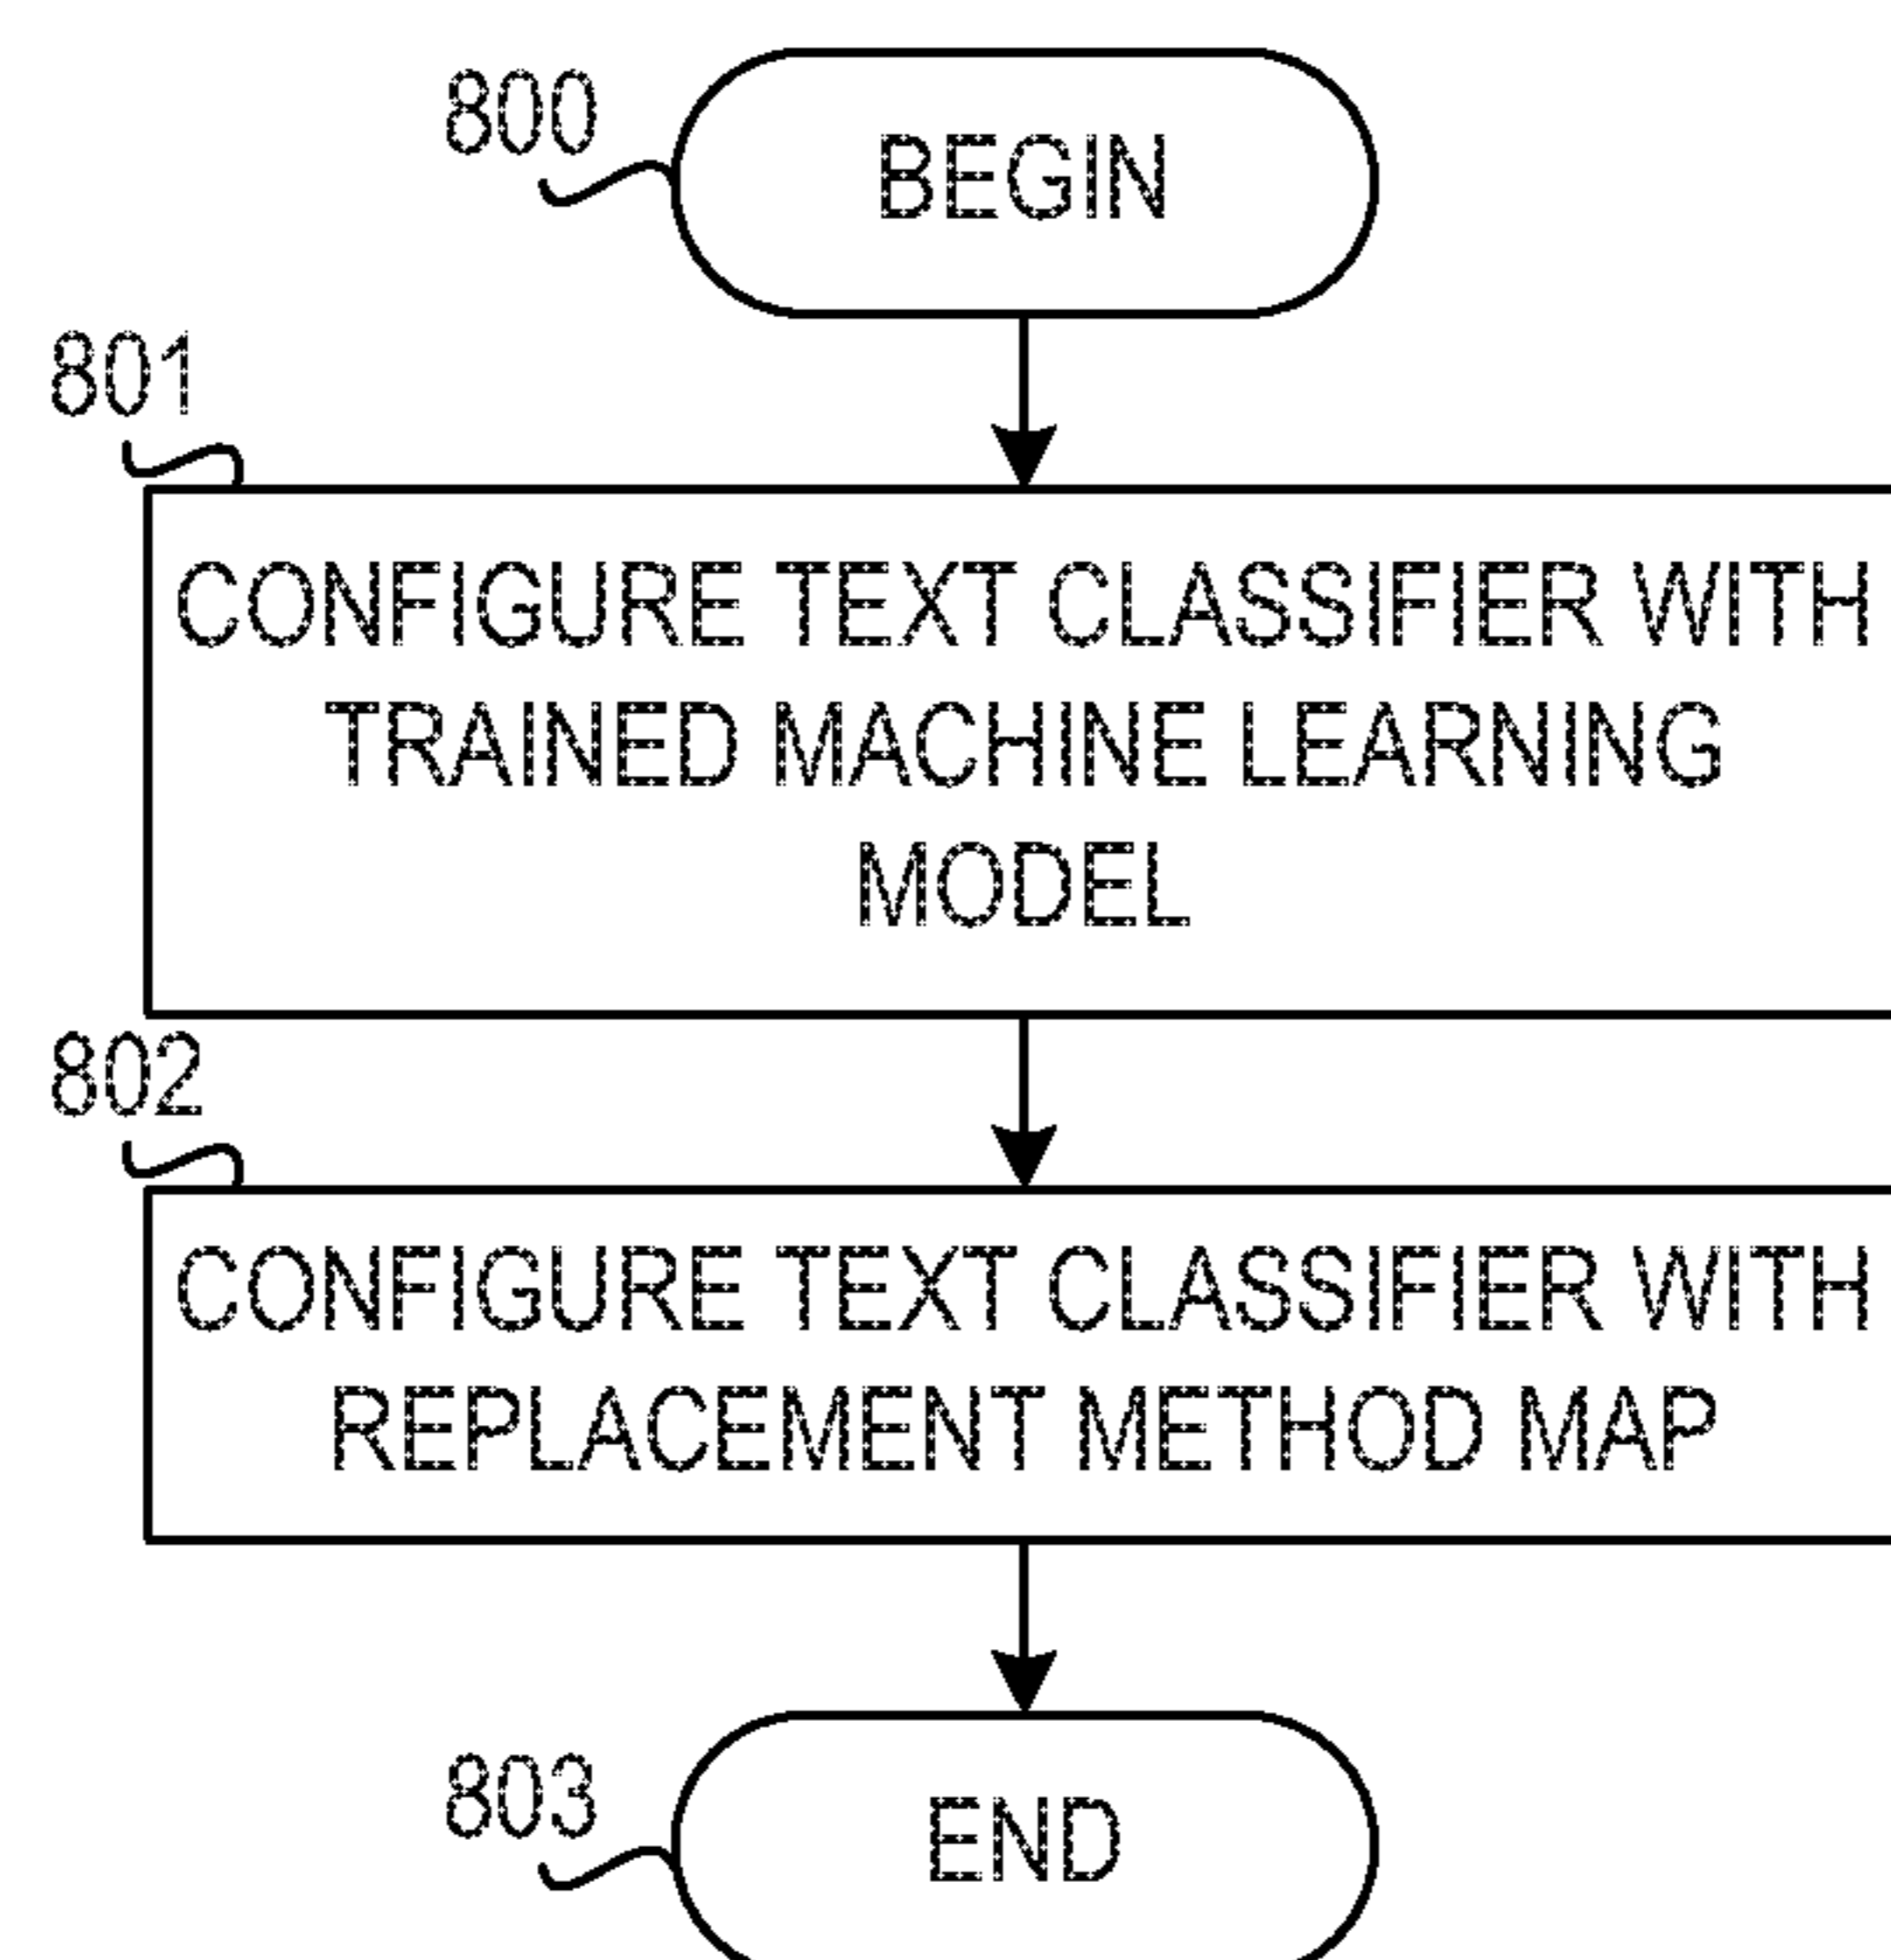 800
BEGIN
801
CONFIGURE TEXT CLASSIFIER WITH
TRAINED MACHINE LEARNING
MODEL
802
CONFIGURE TEXT CLASSIFIER WITH
REPLACEMENT METHOD MAP
803
END